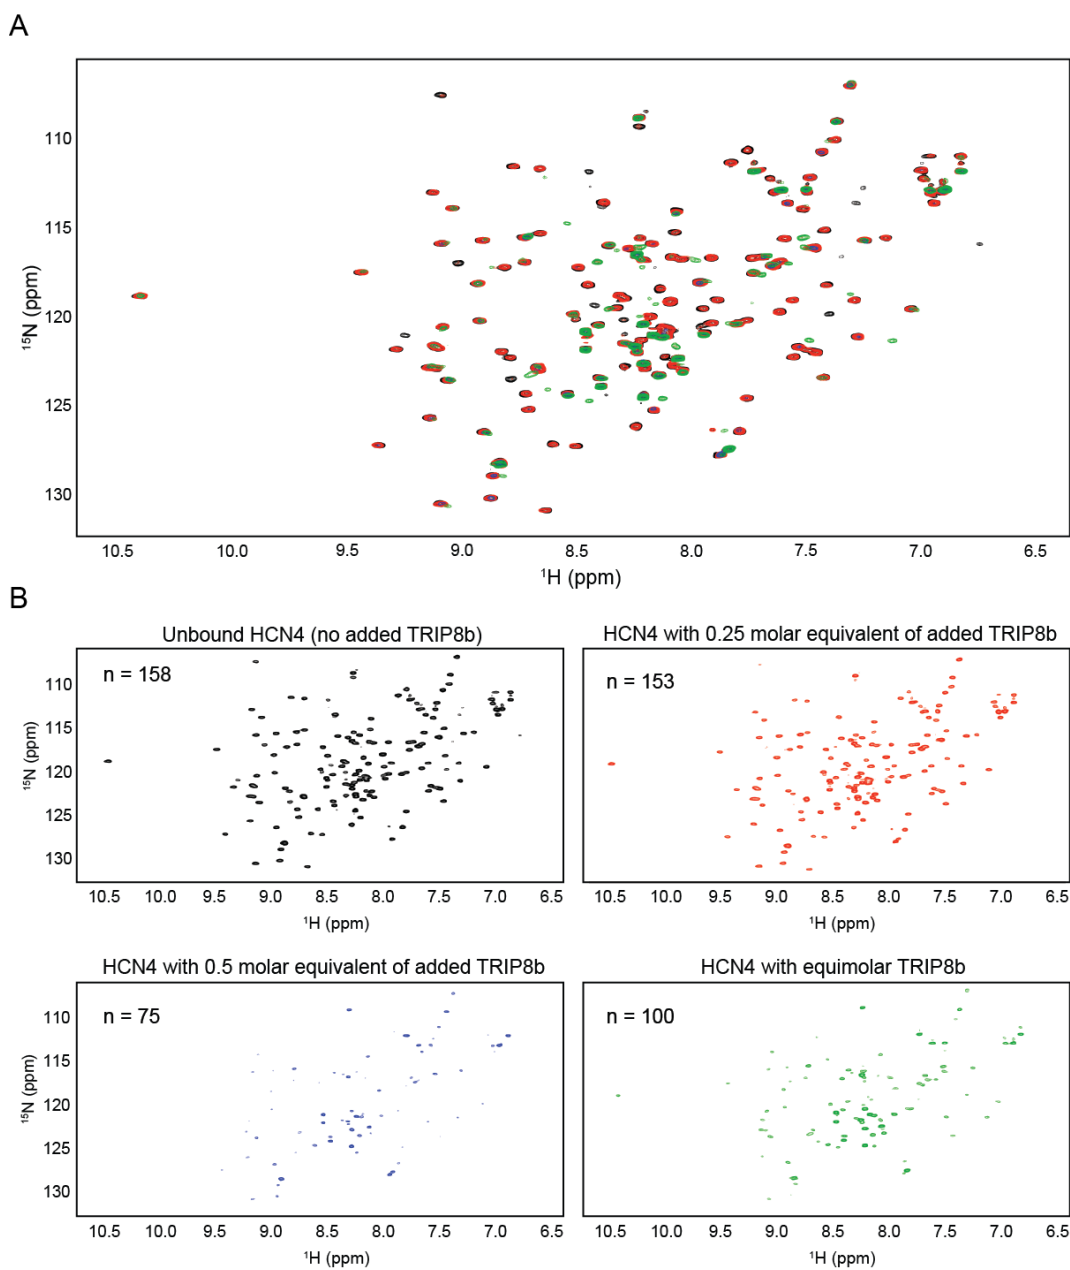 A
110
115
120
125
130
¹⁵N (ppm)
10.5 10.0 9.5 9.0 8.5 8.0 7.5 7.0 6.5
¹H (ppm)
B
Unbound HCN4 (no added TRIP8b)
n = 158
110
115
120
125
130
¹⁵N (ppm)
10.5 10.0 9.5 9.0 8.5 8.0 7.5 7.0 6.5
¹H (ppm)
HCN4 with 0.25 molar equivalent of added TRIP8b
n = 153
10.5 10.0 9.5 9.0 8.5 8.0 7.5 7.0 6.5
¹H (ppm)
HCN4 with 0.5 molar equivalent of added TRIP8b
n = 75
110
115
120
125
130
¹⁵N (ppm)
10.5 10.0 9.5 9.0 8.5 8.0 7.5 7.0 6.5
¹H (ppm)
HCN4 with equimolar TRIP8b
n = 100
10.5 10.0 9.5 9.0 8.5 8.0 7.5 7.0 6.5
¹H (ppm)